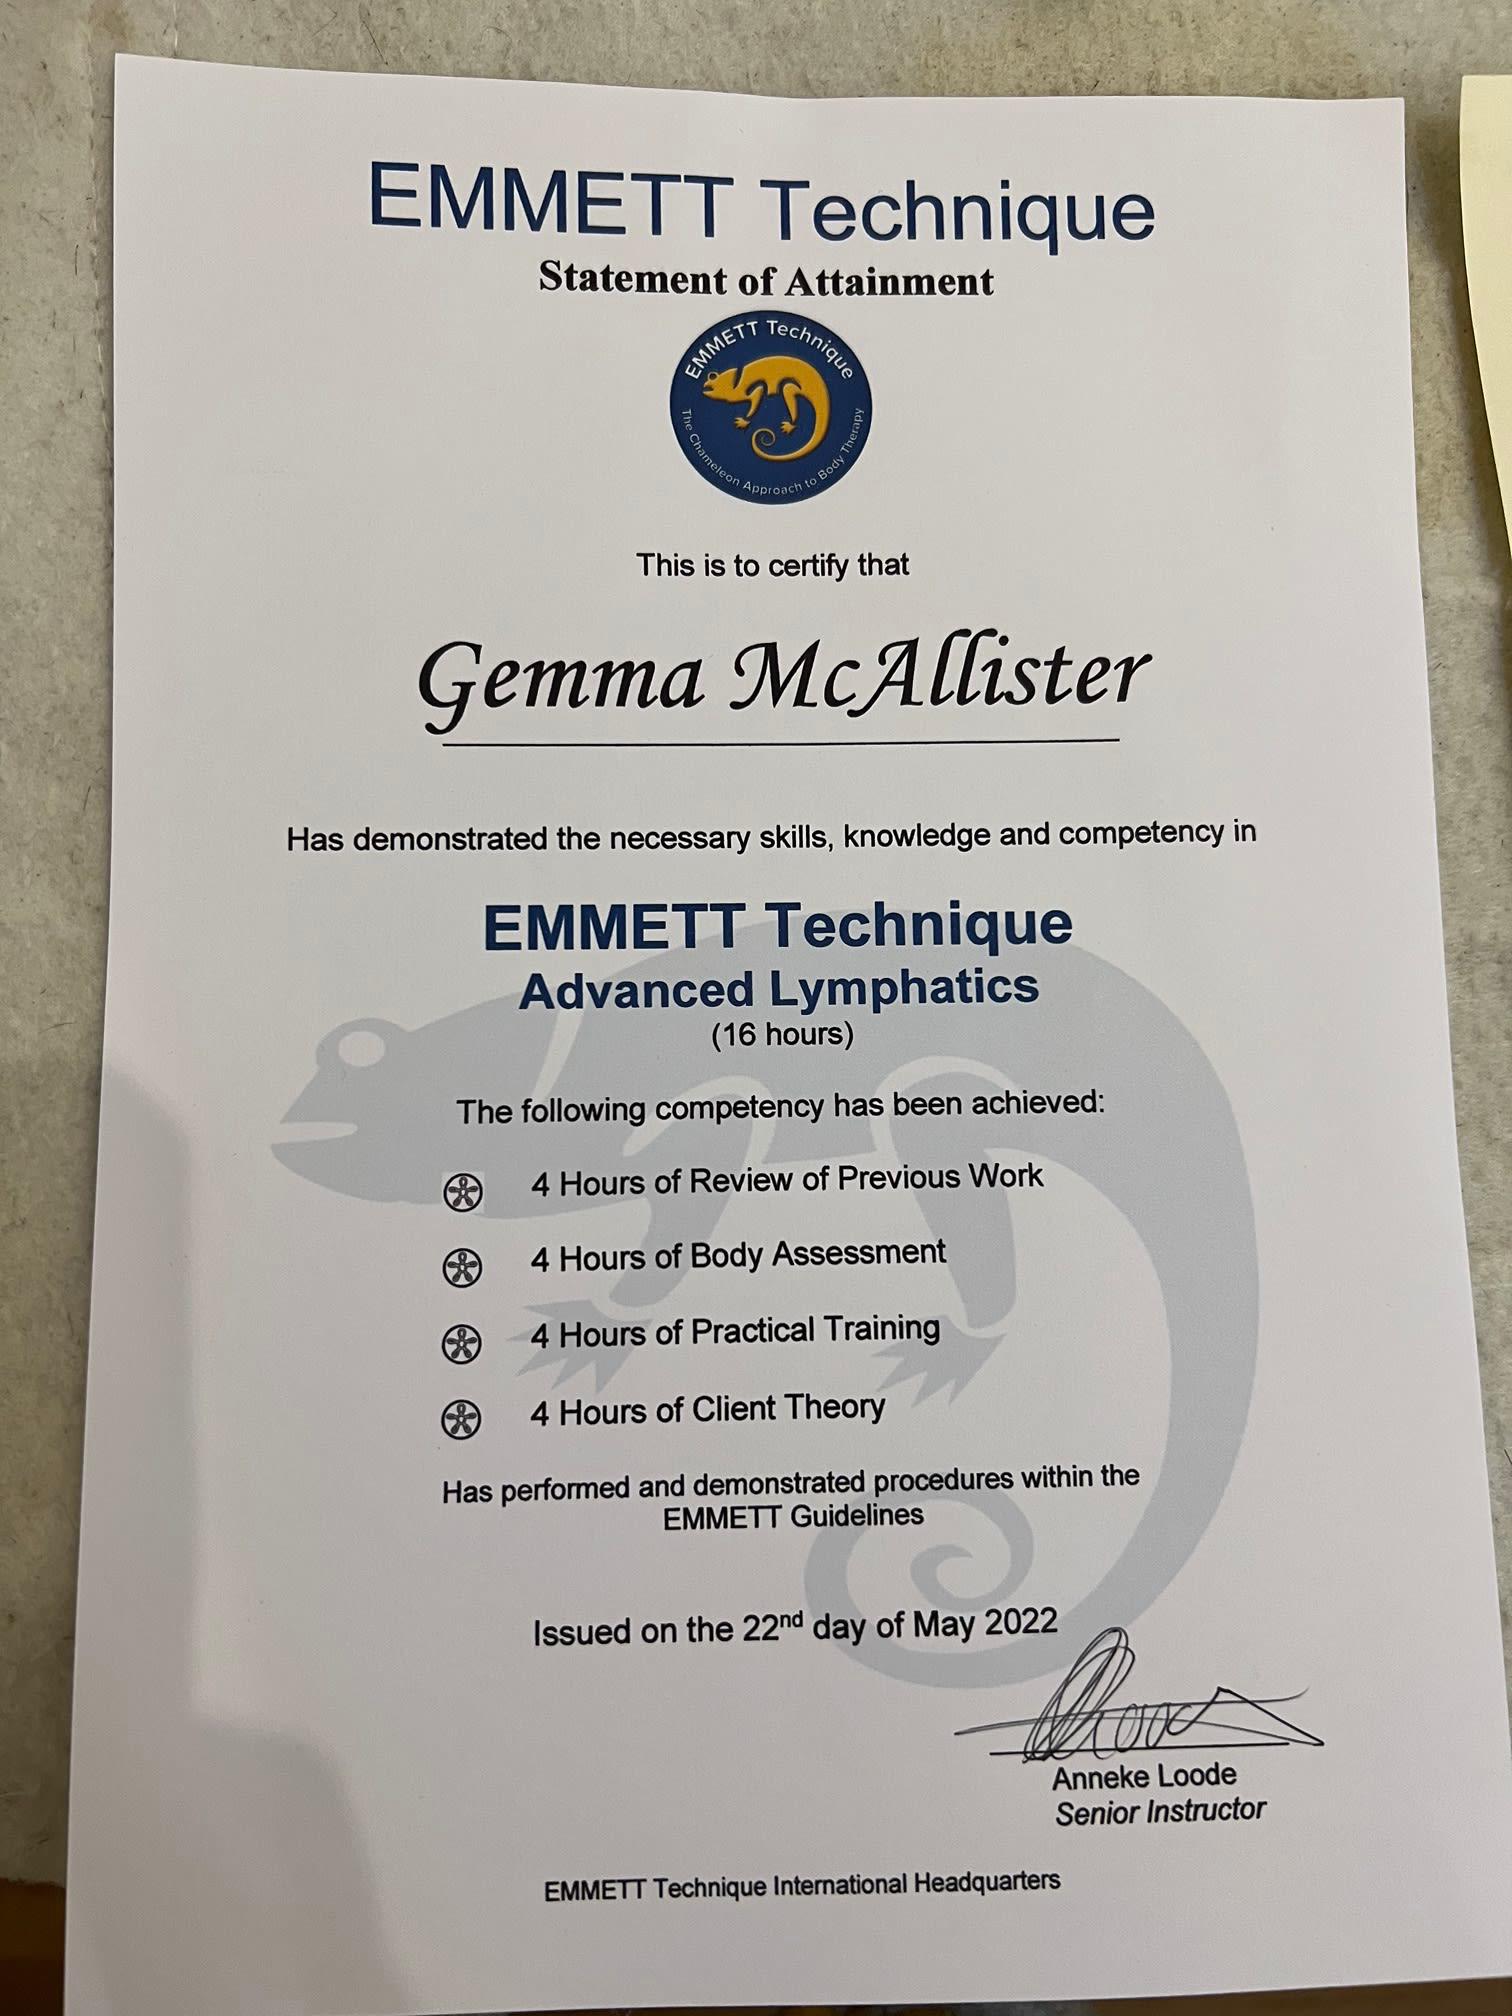 EMMETT Technique
Statement of Attainment
EMMETT Technique
The Chameleon Approach to Body Therapy
This is to certify that
Gemma McAllister
Has demonstrated the necessary skills, knowledge and competency in
EMMETT Technique
Advanced Lymphatics
(16 hours)
The following competency has been achieved:
4 Hours of Review of Previous Work
4 Hours of Body Assessment
4 Hours of Practical Training
4 Hours of Client Theory
Has performed and demonstrated procedures within the
EMMETT Guidelines
Issued on the 22nd day of May 2022
Anneke Loode
Senior Instructor
EMMETT Technique International Headquarters